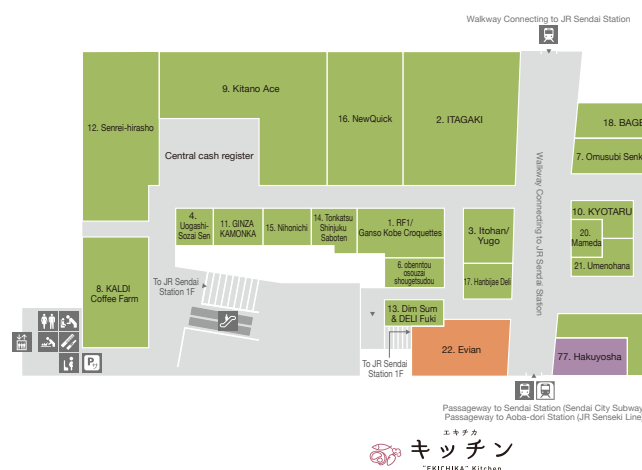 Walkway Connecting to JR Sendai Station
9. Kitano Ace
12. Senrei-hirasho
16. NewQuick
2. ITAGAKI
18. BAGE
7. Omusubi Senk
Central cash register
Walkway Connecting to JR Sendai Station
4.
Uogashi-
Sozai Sen
11. GINZA
KAMONKA
15. Nihonichi
14. Tonkatsu
Shinjuku
Saboten
1. RF1/
Ganso Kobe Croquettes
3. Itohan/
Yugo
10. KYOTARU
20.
Mameda
21. Umenohana
6. obenntou
osouzai
shougetsudou
17. Hanbijae Deli
8. KALDI
Coffee Farm
To JR Sendai
Station 1F
13. Dim Sum
& DELI Fuki
22. Evian
77. Hakuyosha
To JR Sendai
Station 1F
P
Passageway to Sendai Station (Sendai City Subway
Passageway to Aoba-dori Station (JR Senseki Line)
エキチカ
キッチン
"EKICHIKA" Kitchen